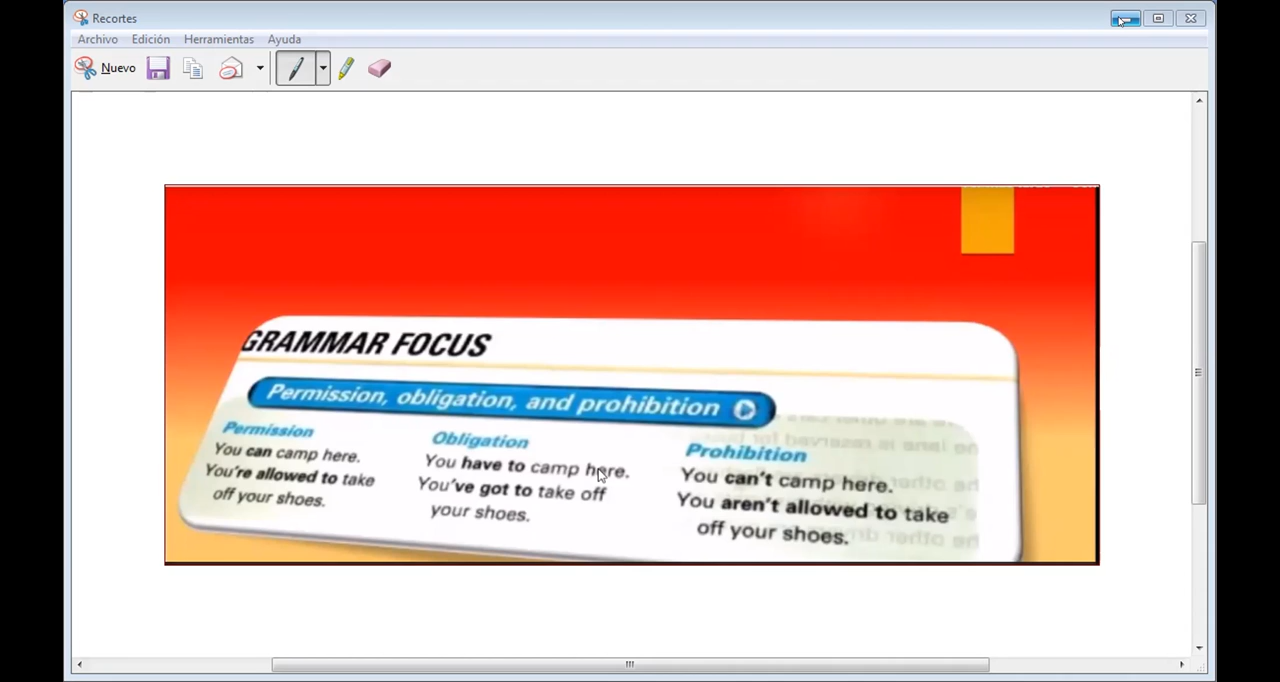 Recortes
Archivo Edición Herramientas Ayuda
Nuevo
GRAMMAR FOCUS
Permission, obligation, and prohibition
Permission
You can camp here.
You're allowed to take
off your shoes.
Obligation
You have to camp here.
You've got to take off
your shoes.
Prohibition
You can't camp here.
You aren't allowed to take
off your shoes.